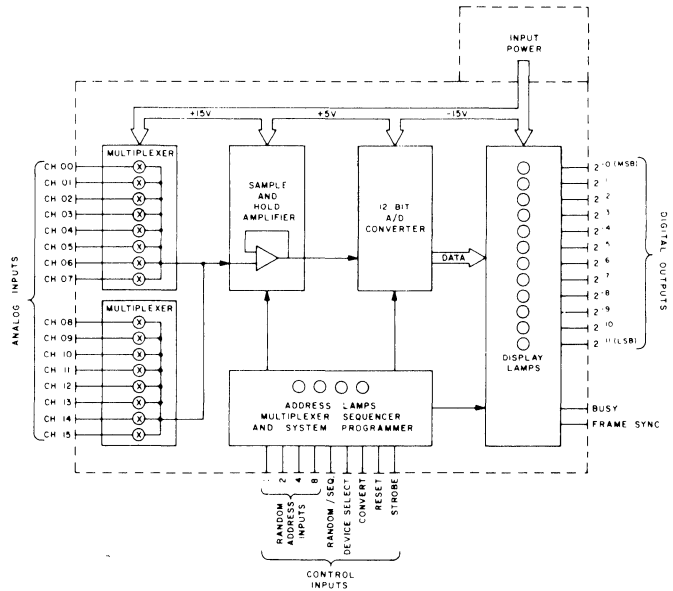 INPUT
POWER
+15V
+5V
-15V
MULTIPLEXER
CH 00
CH 01
CH 02
CH 03
CH 04
CH 05
CH 06
CH 07
X
X
X
X
X
X
X
X
ANALOG INPUTS
MULTIPLEXER
CH 08
CH 09
CH 10
CH 11
CH 12
CH 13
CH 14
CH 15
X
X
X
X
X
X
X
X
SAMPLE
AND
HOLD
AMPLIFIER
12 BIT
A/D
CONVERTER
DATA
DISPLAY
LAMPS
2-0 (MSB)
2-1
2-2
2-3
2-4
2-5
2-6
2-7
2-8
2-9
2-10
2-11 (LSB)
DIGITAL OUTPUTS
BUSY
FRAME SYNC
ADDRESS LAMPS
MULTIPLEXER SEQUENCER
AND SYSTEM PROGRAMMER
1
2
4
8
RANDOM
ADDRESS
INPUTS
RANDOM/SEQ.
DEVICE SELECT
CONVERT
RESET
STROBE
CONTROL
INPUTS